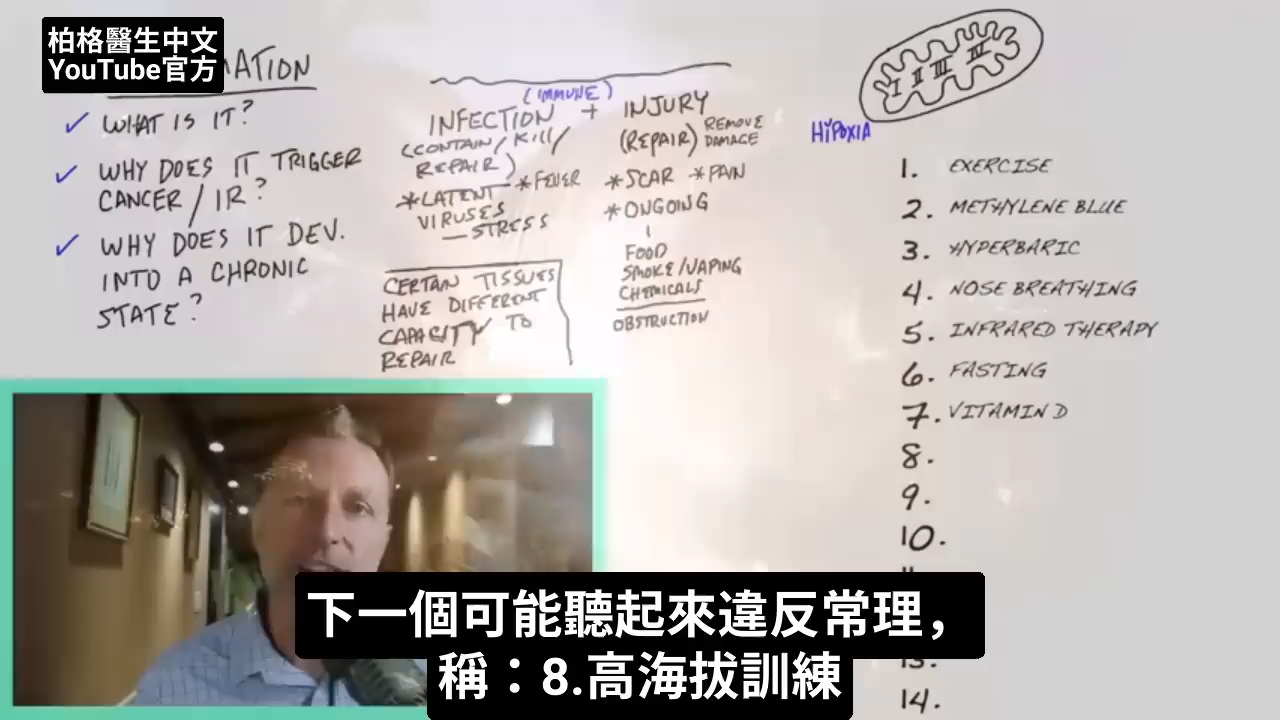 柏格醫生中文
YouTube官方
MATION
✓ WHAT IS IT?
✓ WHY DOES IT TRIGGER
CANCER / IR?
✓ WHY DOES IT DEV.
INTO A CHRONIC
STATE?
(IMMUNE)
INFECTION + INJURY
(CONTAIN/KILL/
REPAIR)
*LATENT *FEVER
VIRUSES
— STRESS
(REPAIR) REMOVE
DAMAGE
*SCAR *PAIN
*ONGOING
FOOD
SMOKE/VAPING
CHEMICALS
OBSTRUCTION
CERTAIN TISSUES
HAVE DIFFERENT
CAPACITY TO
REPAIR
I II III IV
HIPOXIA
1. EXERCISE
2. METHYLENE BLUE
3. HYPERBARIC
4. NOSE BREATHING
5. INFRARED THERAPY
6. FASTING
7. VITAMIN D
8.
9.
10.
13.
14.
下一個可能聽起來違反常理，
稱：8.高海拔訓練